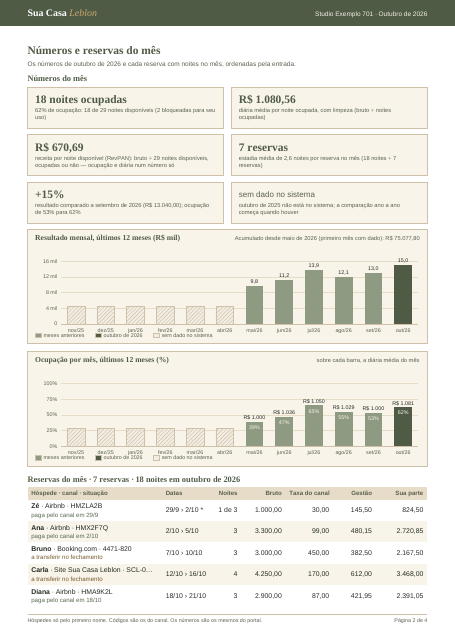 Sua Casa Leblon
Studio Exemplo 701 · Outubro de 2026
Números e reservas do mês
Os números de outubro de 2026 e cada reserva com noites no mês, ordenadas pela entrada.
Números do mês
18 noites ocupadas
62% de ocupação: 18 de 29 noites disponíveis (2 bloqueadas para seu
uso)
R$ 1.080,56
diária média por noite ocupada, com limpeza (bruto ÷ noites
ocupadas)
R$ 670,69
receita por noite disponível (RevPAN): bruto ÷ 29 noites disponíveis,
ocupadas ou não — ocupação e diária num número só
7 reservas
estadia média de 2,6 noites por reserva no mês (18 noites ÷ 7
reservas)
+15%
resultado comparado a setembro de 2026 (R$ 13.040,00); ocupação
de 53% para 62%
sem dado no sistema
outubro de 2025 não está no sistema; a comparação ano a ano
começa quando houver
Resultado mensal, últimos 12 meses (R$ mil)
Acumulado desde maio de 2026 (primeiro mês com dado): R$ 75.077,80
16 mil
12 mil
8 mil
4 mil
0
9,8
11,2
13,9
12,1
13,0
15,0
nov/25 dez/25 jan/26 fev/26 mar/26 abr/26 mai/26 jun/26 jul/26 ago/26 set/26 out/26
meses anteriores outubro de 2026 sem dado no sistema
Ocupação por mês, últimos 12 meses (%)
sobre cada barra, a diária média do mês
100%
75%
50%
25%
0%
R$ 1.000
R$ 1.036
R$ 1.050
R$ 1.029
R$ 1.000
R$ 1.081
39%
47%
65%
55%
53%
62%
nov/25 dez/25 jan/26 fev/26 mar/26 abr/26 mai/26 jun/26 jul/26 ago/26 set/26 out/26
meses anteriores outubro de 2026 sem dado no sistema
Reservas do mês · 7 reservas · 18 noites em outubro de 2026
Hóspede · canal · situação Datas Noites Bruto Taxa do canal Gestão Sua parte
Zé · Airbnb · HMZLA2B 29/9 › 2/10 * 1 de 3 1.000,00 30,00 145,50 824,50
paga pelo canal em 29/9
Ana · Airbnb · HMX2F7Q 2/10 › 5/10 3 3.300,00 99,00 480,15 2.720,85
paga pelo canal em 2/10
Bruno · Booking.com · 4471-820 7/10 › 10/10 3 3.000,00 450,00 382,50 2.167,50
a transferir no fechamento
Carla · Site Sua Casa Leblon · SCL-0... 12/10 › 16/10 4 4.250,00 170,00 612,00 3.468,00
a transferir no fechamento
Diana · Airbnb · HMA9K2L 18/10 › 21/10 3 2.900,00 87,00 421,95 2.391,05
paga pelo canal em 18/10
Hóspedes só pelo primeiro nome. Códigos são os do canal. Os números são os mesmos do portal.
Página 2 de 4